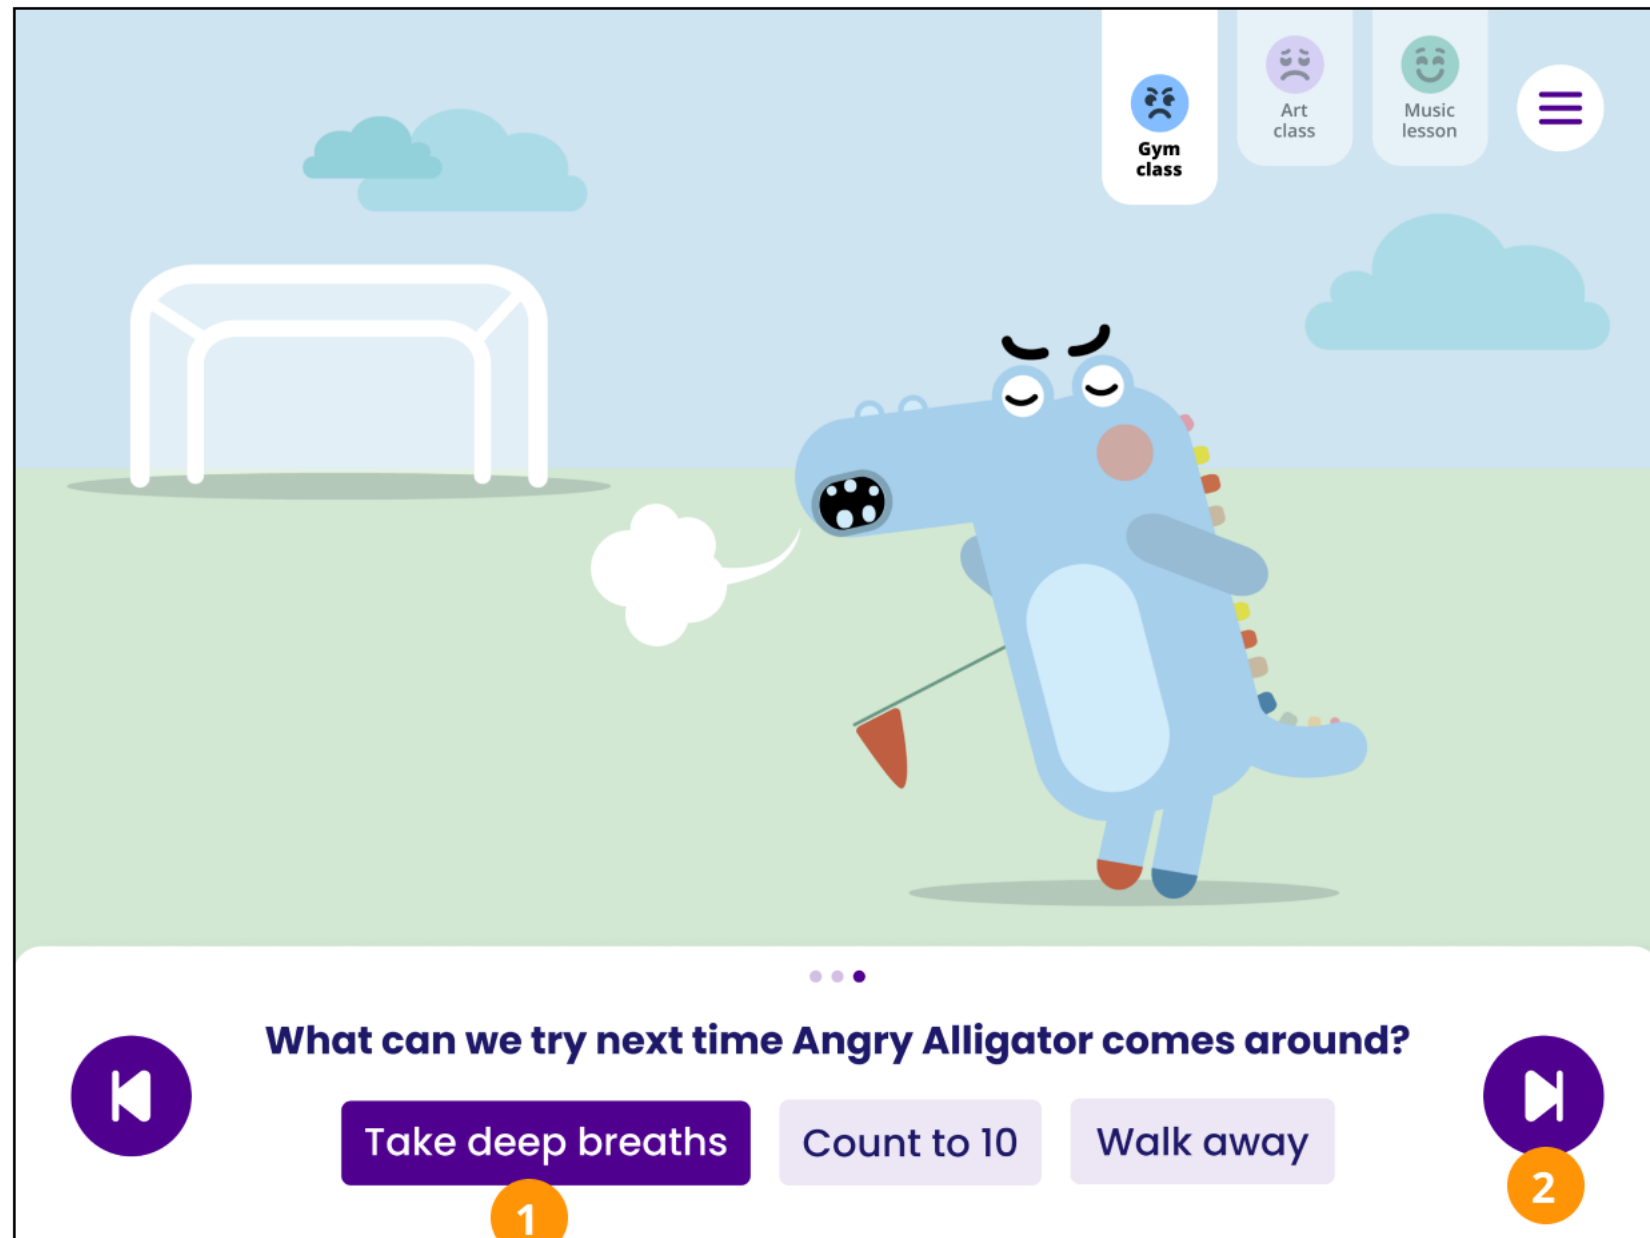 Gym
class
Art
class
Music
lesson
What can we try next time Angry Alligator comes around?
Take deep breaths
Count to 10
Walk away
1
2